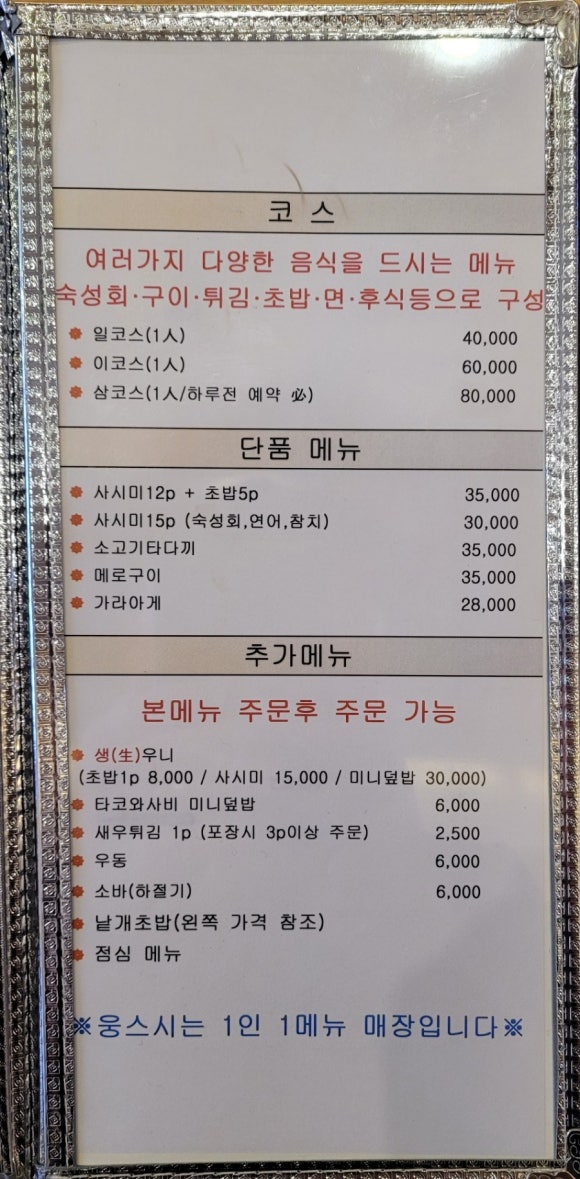 코 스
여러가지 다양한 음식을 드시는 메뉴
숙성회·구이·튀김·초밥·면·후식등으로 구성
일코스(1人) 40,000
이코스(1人) 60,000
삼코스(1人/하루전 예약 必) 80,000
단품 메뉴
사시미12p + 초밥5p 35,000
사시미15p (숙성회,연어,참치) 30,000
소고기타다끼 35,000
메로구이 35,000
가라아게 28,000
추가메뉴
본메뉴 주문후 주문 가능
생(生)우니
(초밥1p 8,000 / 사시미 15,000 / 미니덮밥 30,000)
타코와사비 미니덮밥 6,000
새우튀김 1p (포장시 3p이상 주문) 2,500
우동 6,000
소바(하절기) 6,000
낱개초밥(왼쪽 가격 참조)
점심 메뉴
※웅스시는 1인 1메뉴 매장입니다※